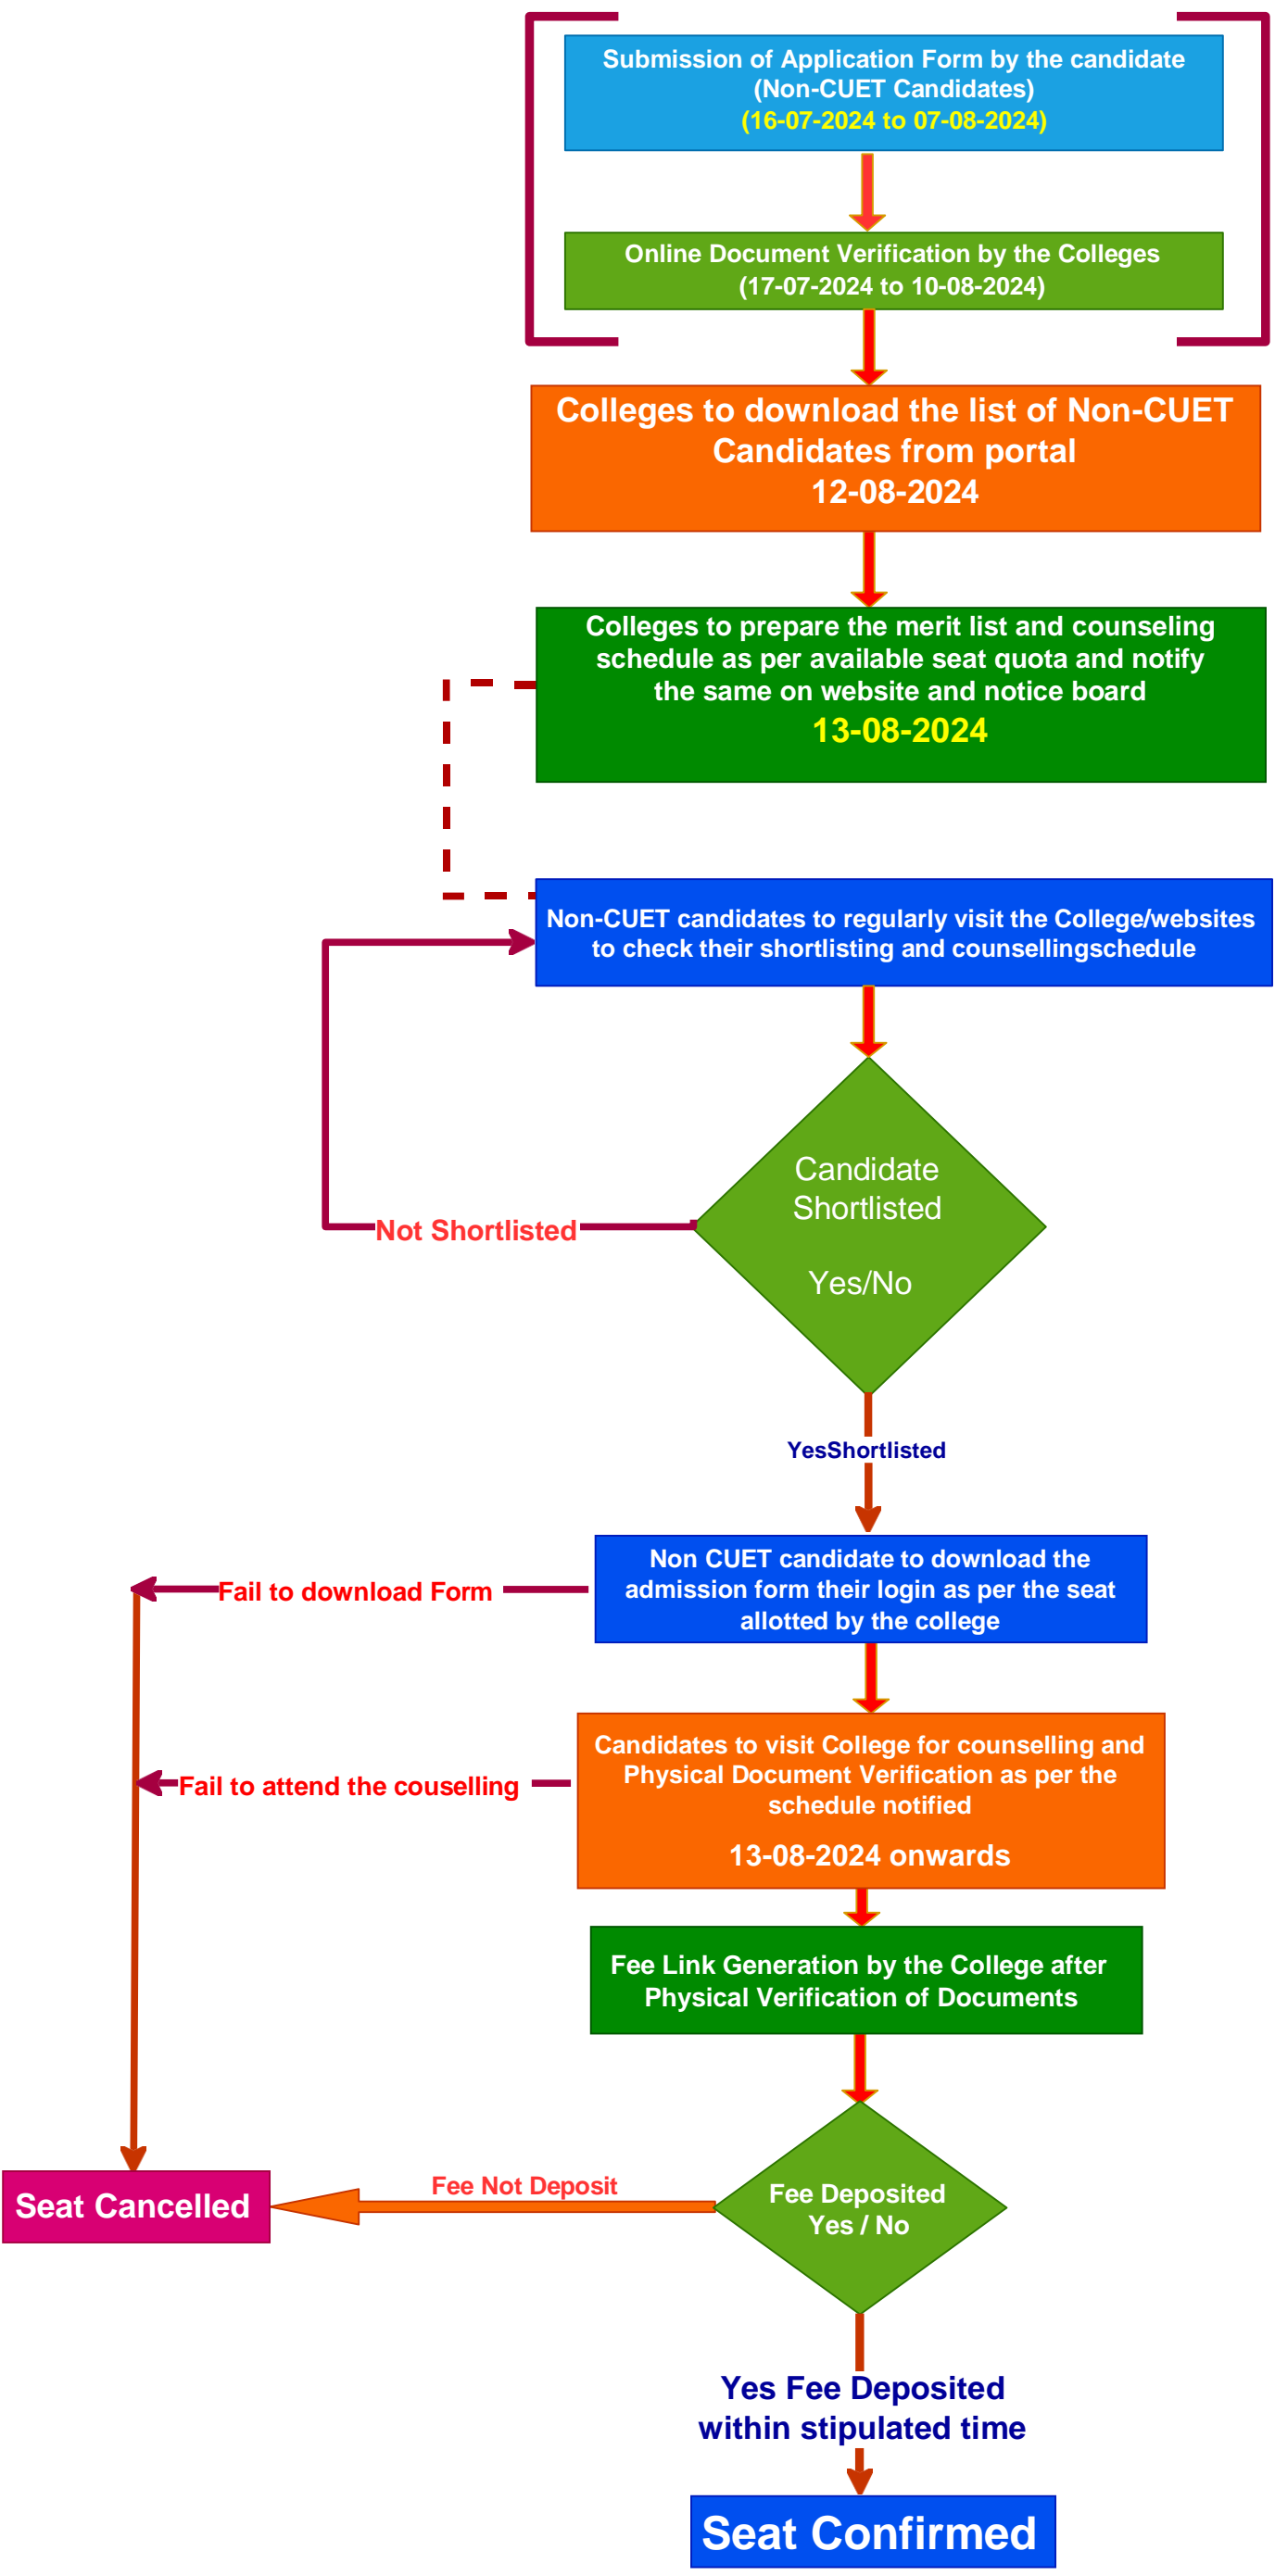 Submission of Application Form by the candidate
(Non-CUET Candidates)
(16-07-2024 to 07-08-2024)
Online Document Verification by the Colleges
(17-07-2024 to 10-08-2024)
Colleges to download the list of Non-CUET
Candidates from portal
12-08-2024
Colleges to prepare the merit list and counseling
schedule as per available seat quota and notify
the same on website and notice board
13-08-2024
Non-CUET candidates to regularly visit the College/websites
to check their shortlisting and counsellingschedule
Candidate
Shortlisted
Yes/No
Not Shortlisted
YesShortlisted
Non CUET candidate to download the
admission form their login as per the seat
allotted by the college
Fail to download Form
Candidates to visit College for counselling and
Physical Document Verification as per the
schedule notified
13-08-2024 onwards
Fail to attend the couselling
Fee Link Generation by the College after
Physical Verification of Documents
Fee Deposited
Yes / No
Fee Not Deposit
Seat Cancelled
Yes Fee Deposited
within stipulated time
Seat Confirmed